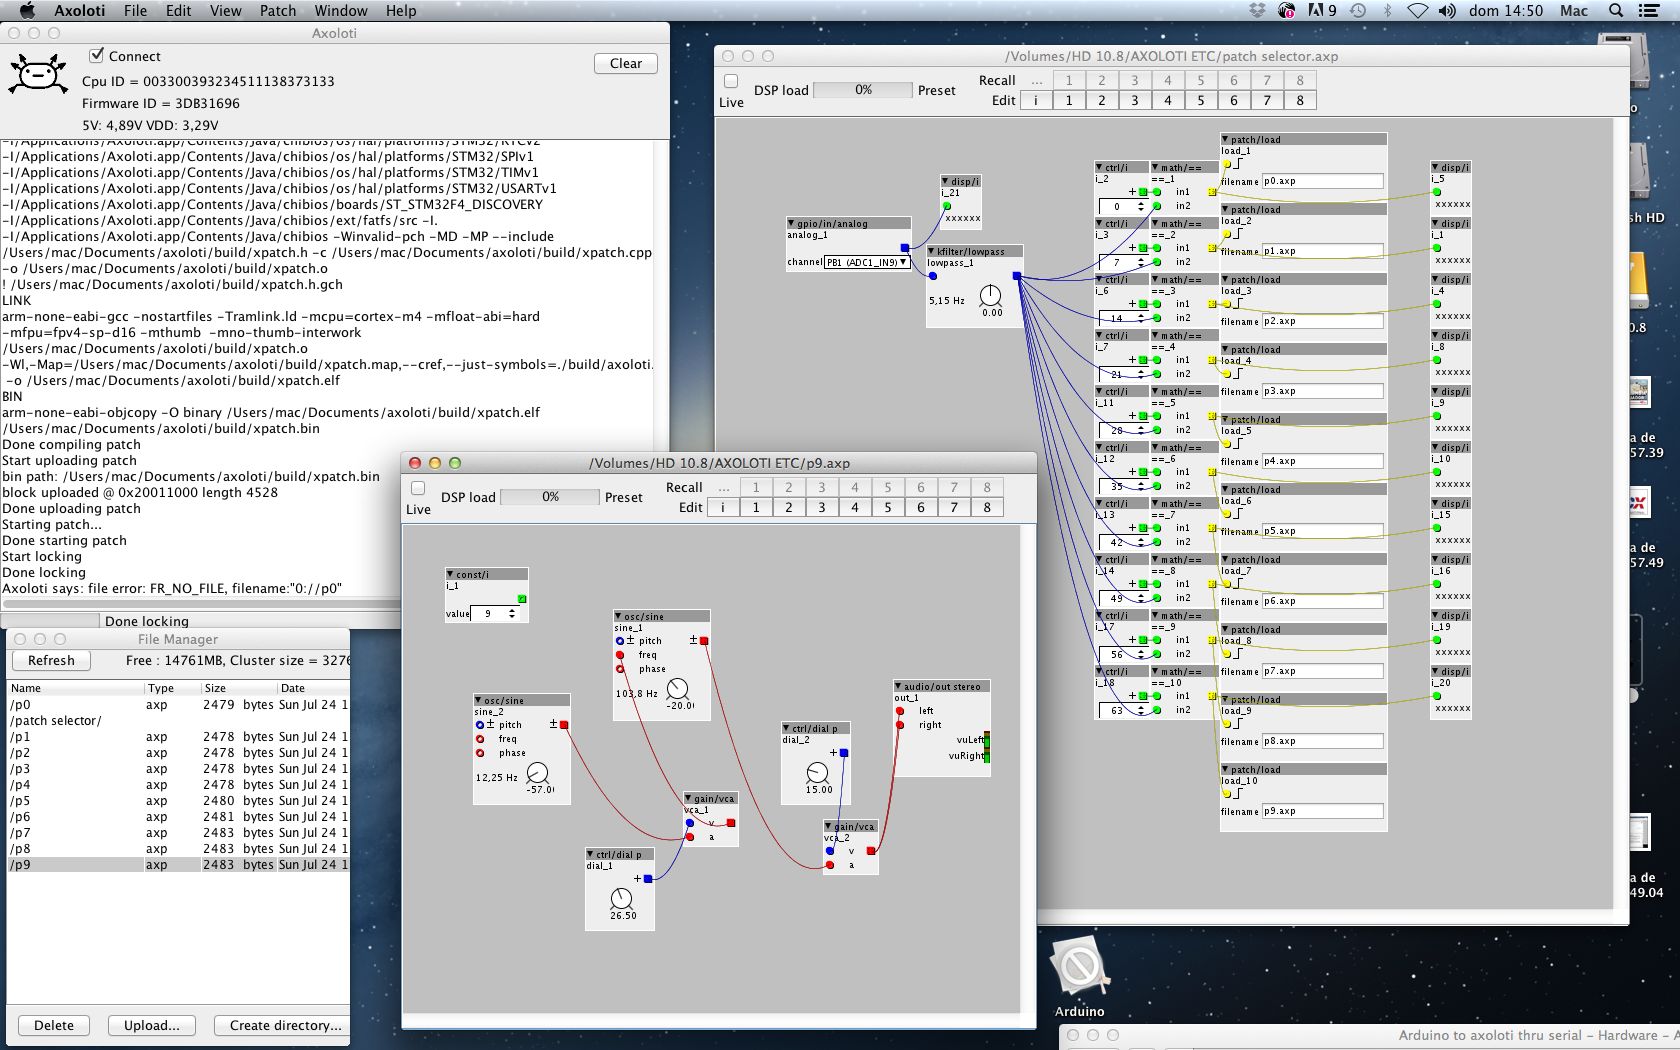 Axoloti File Edit View Patch Window Help
9 dom 14:50 Mac
Axoloti
Connect
Clear
Cpu ID = 003300393234511138373133
Firmware ID = 3DB31696
5V: 4,89V VDD: 3,29V
-I/Applications/Axoloti.app/Contents/Java/chibios/os/hal/platforms/STM32/RTCv2
-I/Applications/Axoloti.app/Contents/Java/chibios/os/hal/platforms/STM32/SPIv1
-I/Applications/Axoloti.app/Contents/Java/chibios/os/hal/platforms/STM32/TIMv1
-I/Applications/Axoloti.app/Contents/Java/chibios/os/hal/platforms/STM32/USARTv1
-I/Applications/Axoloti.app/Contents/Java/chibios/boards/ST_STM32F4_DISCOVERY
-I/Applications/Axoloti.app/Contents/Java/chibios/ext/fatfs/src -I.
-I/Applications/Axoloti.app/Contents/Java/chibios -Winvalid-pch -MD -MP --include
/Users/mac/Documents/axoloti/build/xpatch.h -c /Users/mac/Documents/axoloti/build/xpatch.cpp
-o /Users/mac/Documents/axoloti/build/xpatch.o
! /Users/mac/Documents/axoloti/build/xpatch.h.gch
LINK
arm-none-eabi-gcc -nostartfiles -Tramlink.ld -mcpu=cortex-m4 -mfloat-abi=hard
-mfpu=fpv4-sp-d16 -mthumb -mno-thumb-interwork
/Users/mac/Documents/axoloti/build/xpatch.o
-Wl,-Map=/Users/mac/Documents/axoloti/build/xpatch.map,--cref,--just-symbols=./build/axoloti.
-o /Users/mac/Documents/axoloti/build/xpatch.elf
BIN
arm-none-eabi-objcopy -O binary /Users/mac/Documents/axoloti/build/xpatch.elf
/Users/mac/Documents/axoloti/build/xpatch.bin
Done compiling patch
Start uploading patch
bin path: /Users/mac/Documents/axoloti/build/xpatch.bin
block uploaded @ 0x20011000 length 4528
Done uploading patch
Starting patch...
Done starting patch
Start locking
Done locking
Axoloti says: file error: FR_NO_FILE, filename:"0://p0"
Done locking
File Manager
Refresh Free : 14761MB, Cluster size = 3276
Name Type Size Date
/p0 axp 2479 bytes Sun Jul 24 1
/patch selector/
/p1 axp 2478 bytes Sun Jul 24 1
/p2 axp 2478 bytes Sun Jul 24 1
/p3 axp 2478 bytes Sun Jul 24 1
/p4 axp 2478 bytes Sun Jul 24 1
/p5 axp 2480 bytes Sun Jul 24 1
/p6 axp 2481 bytes Sun Jul 24 1
/p7 axp 2483 bytes Sun Jul 24 1
/p8 axp 2483 bytes Sun Jul 24 1
/p9 axp 2483 bytes Sun Jul 24 1
Delete Upload... Create directory...
/Volumes/HD 10.8/AXOLOTI ETC/patch selector.axp
Live
DSP load 0% Preset
Recall ... 1 2 3 4 5 6 7 8
Edit i 1 2 3 4 5 6 7 8
disp/i
i_21
xxxxxx
gpio/in/analog
analog_1
channel PB1 (ADC1_IN9)
kfilter/lowpass
lowpass_1
5,15 Hz
0.00
ctrl/i math/==
i_2 ==_1
+ in1
0 in2
ctrl/i math/==
i_3 ==_2
+ in1
7 in2
ctrl/i math/==
i_6 ==_3
+ in1
14 in2
ctrl/i math/==
i_7 ==_4
+ in1
21 in2
ctrl/i math/==
i_11 ==_5
+ in1
28 in2
ctrl/i math/==
i_12 ==_6
+ in1
35 in2
ctrl/i math/==
i_13 ==_7
+ in1
42 in2
ctrl/i math/==
i_14 ==_8
+ in1
49 in2
ctrl/i math/==
i_17 ==_9
+ in1
56 in2
ctrl/i math/==
i_18 ==_10
+ in1
63 in2
patch/load
load_1
filename p0.axp
patch/load
load_2
filename p1.axp
patch/load
load_3
filename p2.axp
patch/load
load_4
filename p3.axp
patch/load
load_5
filename p4.axp
patch/load
load_6
filename p5.axp
patch/load
load_7
filename p6.axp
patch/load
load_8
filename p7.axp
patch/load
load_9
filename p8.axp
patch/load
load_10
filename p9.axp
disp/i
i_5
xxxxxx
disp/i
i_1
xxxxxx
disp/i
i_4
xxxxxx
disp/i
i_8
xxxxxx
disp/i
i_9
xxxxxx
disp/i
i_10
xxxxxx
disp/i
i_15
xxxxxx
disp/i
i_16
xxxxxx
disp/i
i_19
xxxxxx
disp/i
i_20
xxxxxx
/Volumes/HD 10.8/AXOLOTI ETC/p9.axp
Live
DSP load 0% Preset
Recall ... 1 2 3 4 5 6 7 8
Edit i 1 2 3 4 5 6 7 8
const/i
i_1
value 9
osc/sine
sine_1
± pitch ±
freq
phase
103,8 Hz
-20.0(
osc/sine
sine_2
± pitch ±
freq
phase
12,25 Hz
-57.0(
gain/vca
vca_1
v
a
ctrl/dial p
dial_1
+
26.50
ctrl/dial p
dial_2
+
15.00
gain/vca
vca_2
v
a
audio/out stereo
out_1
left
right
vuLeft
vuRight
o
sh HD
0.8
a de
57.39
a de
57.49
a de
49.04
Arduino
Arduino to axoloti thru serial – Hardware – A